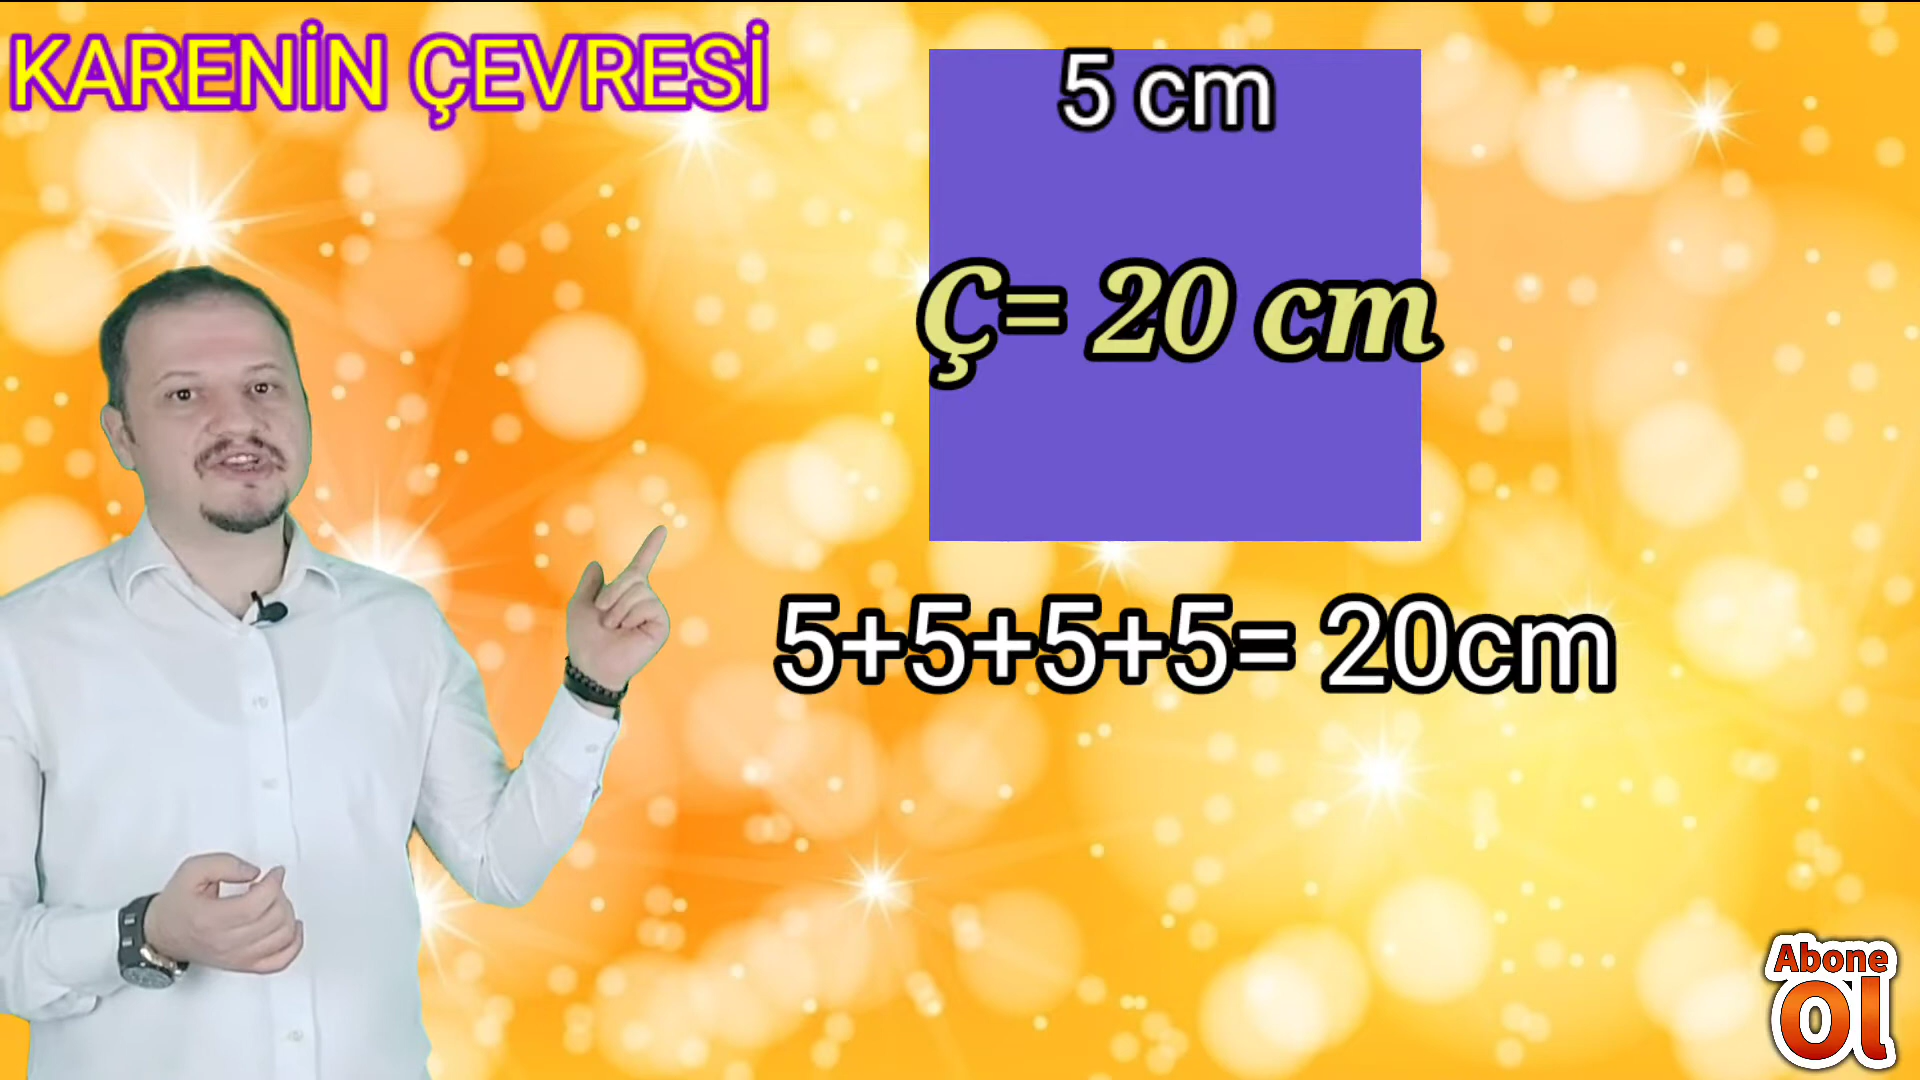 KARENİN ÇEVRESİ
5 cm
Ç= 20 cm
5+5+5+5= 20cm
Abone
Ol